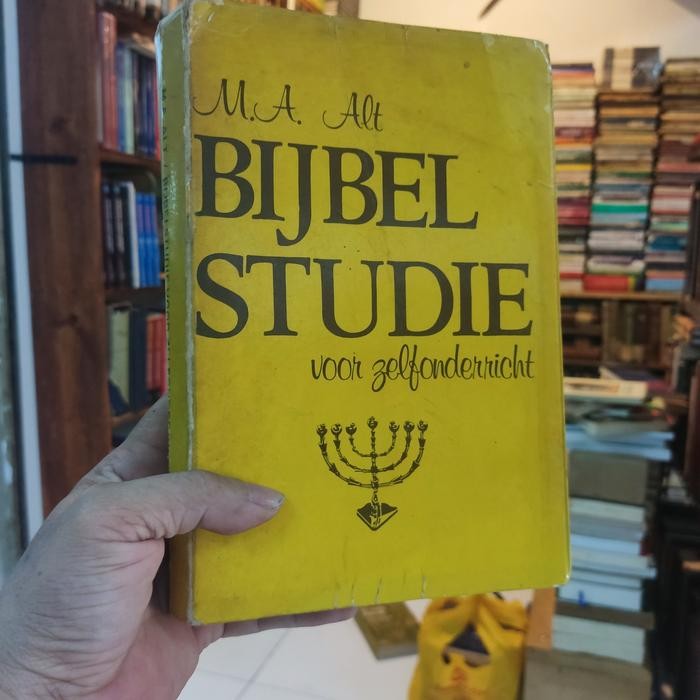 M.A. Alt
BIJBEL
STUDIE
voor zelfonderricht